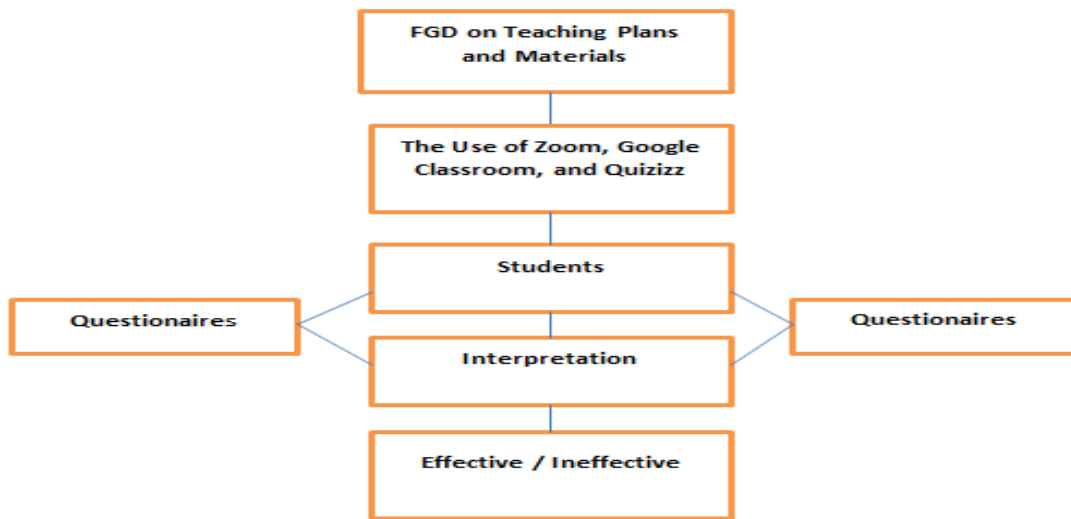 FGD on Teaching Plans
and Materials
The Use of Zoom, Google
Classroom, and Quizizz
Students
Questionaires
Questionaires
Interpretation
Effective / Ineffective